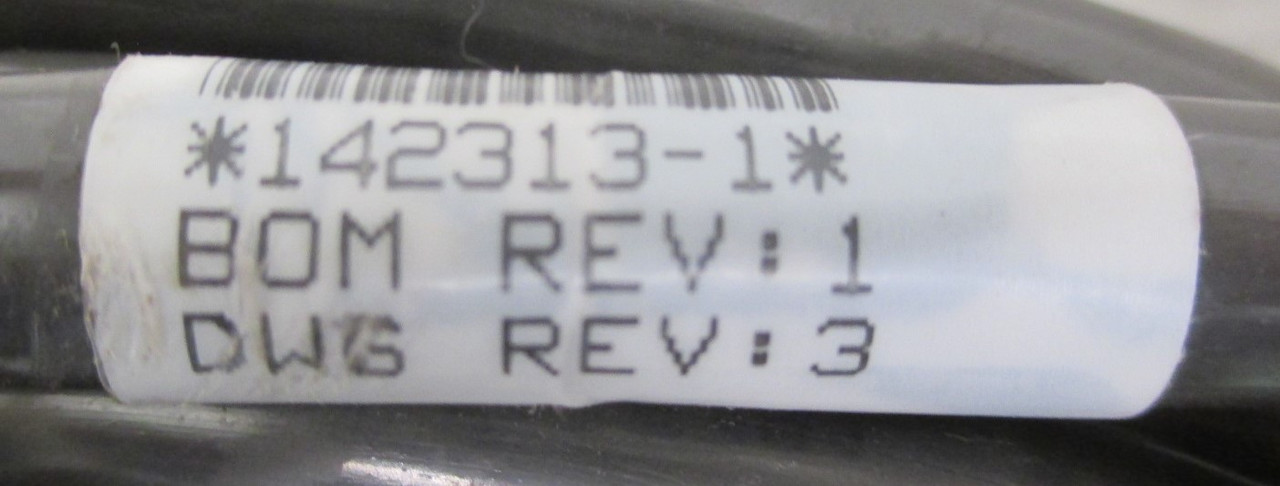 *142313-1*
BOM REV:1
DWG REV:3